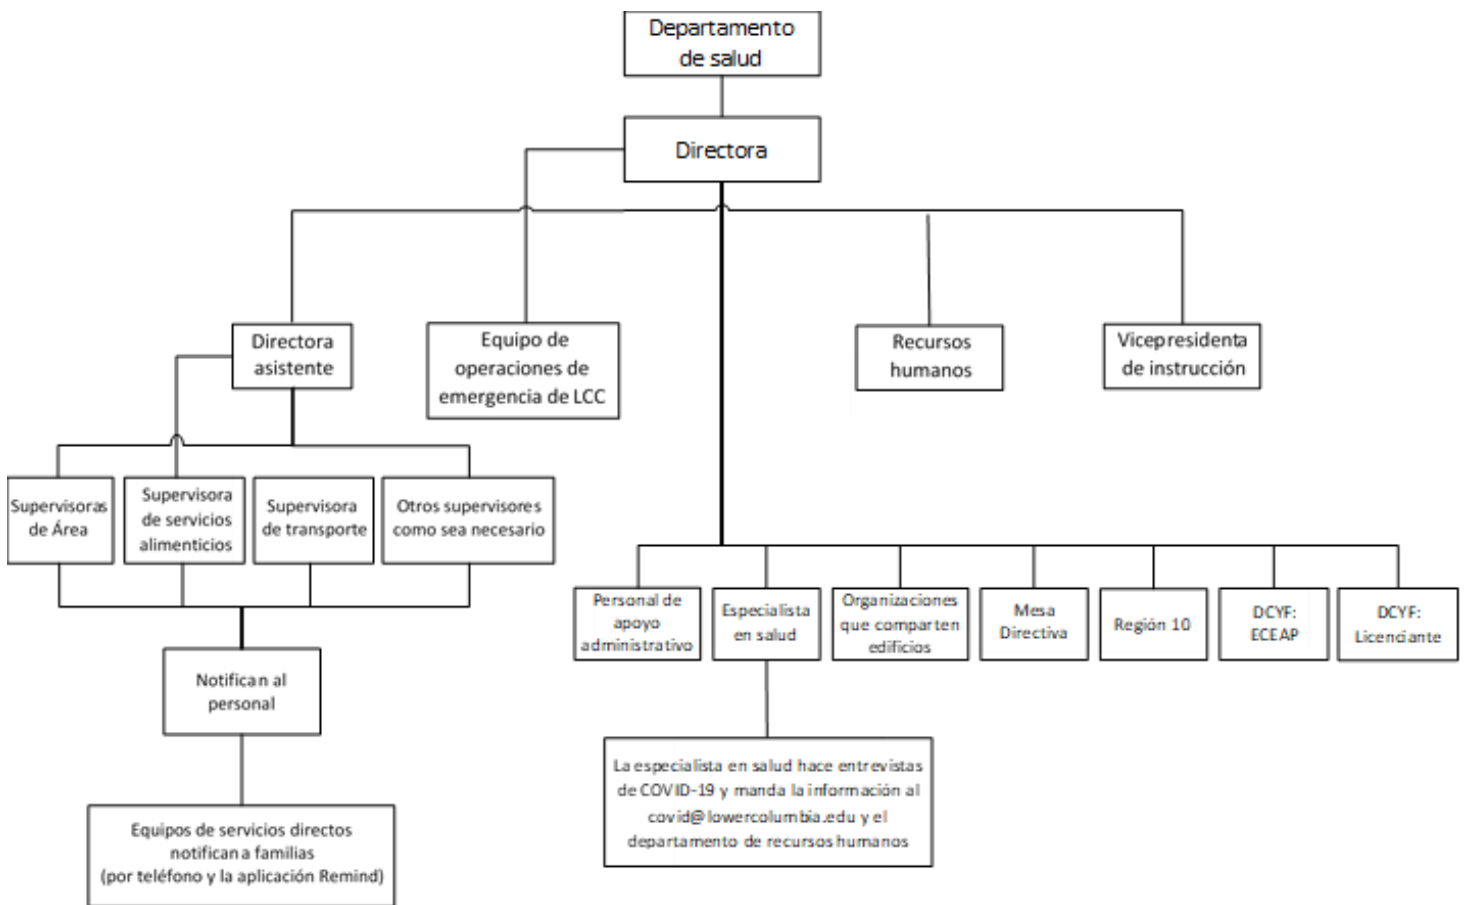 Departamento
de salud
Directora
Directora
asistente
Equipo de
operaciones de
emergencia de LCC
Recursos
humanos
Vicepresidenta
de instrucción
Supervisoras
de Área
Supervisora
de servicios
alimenticios
Supervisora
de transporte
Otros supervisores
como sea necesario
Personal de
apoyo
administrativo
Especialista
en salud
Organizaciones
que comparten
edificios
Mesa
Directiva
Región 10
DCYF:
ECEAP
DCYF:
Licenciante
Notifican al
personal
La especialista en salud hace entrevistas
de COVID-19 y manda la información al
covid@lowercolumbia.edu y el
departamento de recursos humanos
Equipos de servicios directos
notifican a familias
(por teléfono y la aplicación Remind)